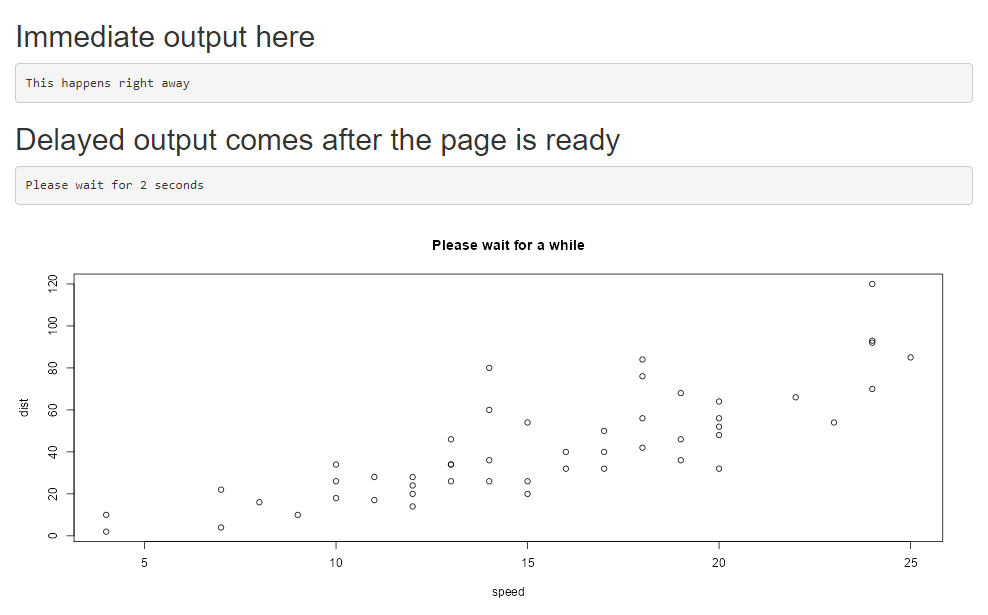 Immediate output here
This happens right away
Delayed output comes after the page is ready
Please wait for 2 seconds
Please wait for a while
120
100
80
60
40
20
0
dist
5 10 15 20 25
speed